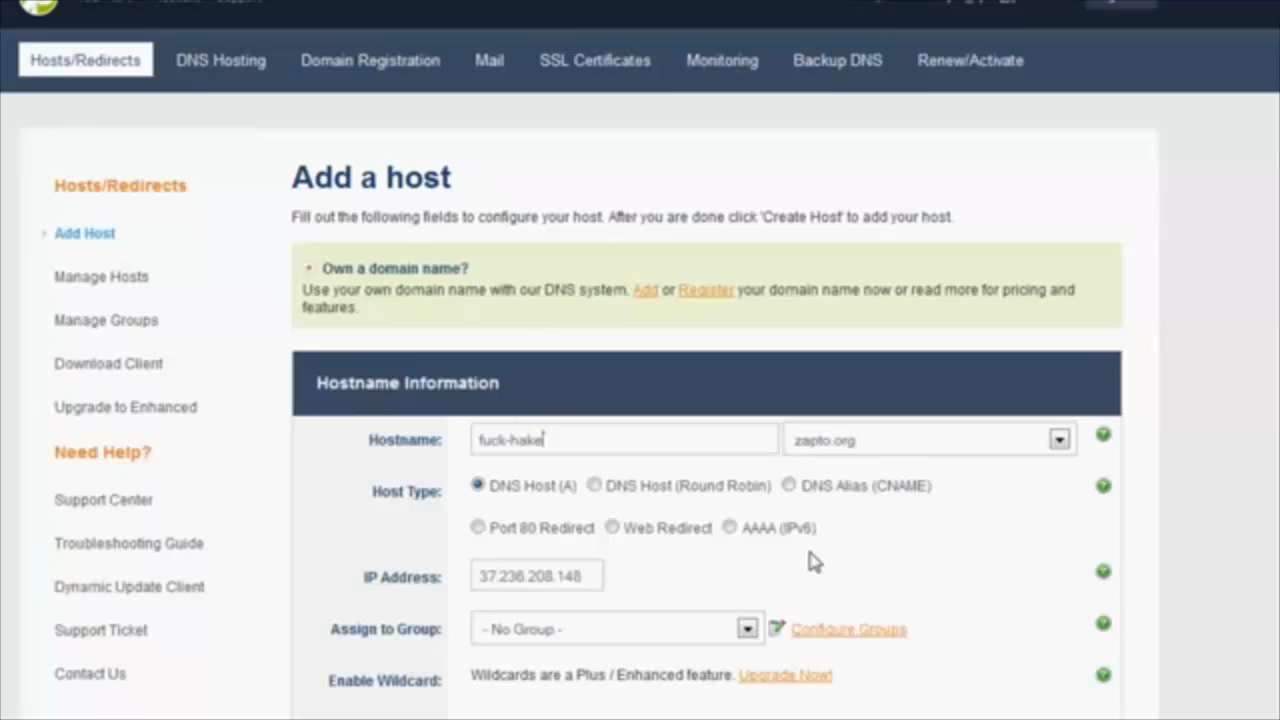 Hosts/Redirects DNS Hosting Domain Registration Mail SSL Certificates Monitoring Backup DNS Renew/Activate
Hosts/Redirects
Add Host
Manage Hosts
Manage Groups
Download Client
Upgrade to Enhanced
Need Help?
Support Center
Troubleshooting Guide
Dynamic Update Client
Support Ticket
Contact Us
Add a host
Fill out the following fields to configure your host. After you are done click 'Create Host' to add your host.
Own a domain name?
Use your own domain name with our DNS system. Add or Register your domain name now or read more for pricing and
features.
Hostname Information
Hostname: fuck-hake zapto.org
Host Type: DNS Host (A) DNS Host (Round Robin) DNS Alias (CNAME)
Port 80 Redirect Web Redirect AAAA (IPv6)
IP Address: 37.236.208.148
Assign to Group: - No Group - Configure Groups
Enable Wildcard: Wildcards are a Plus / Enhanced feature. Upgrade Now!